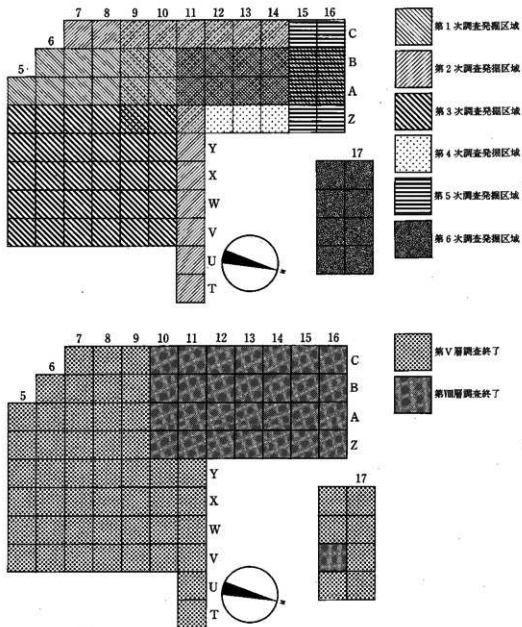 11 12 13 14 15 16
7 8 9 10
6
5
C
B
A
Z
Y
X
W
V
U
T
17
第1次調査発掘区域
第2次調査発掘区域
第3次調査発掘区域
第4次調査発掘区域
第5次調査発掘区域
第6次調査発掘区域
7 8 9 10 11 12 13 14 15 16
6
5
C
B
A
Z
Y
X
W
V
U
T
17
第Ⅴ層調査終了
第Ⅷ層調査終了